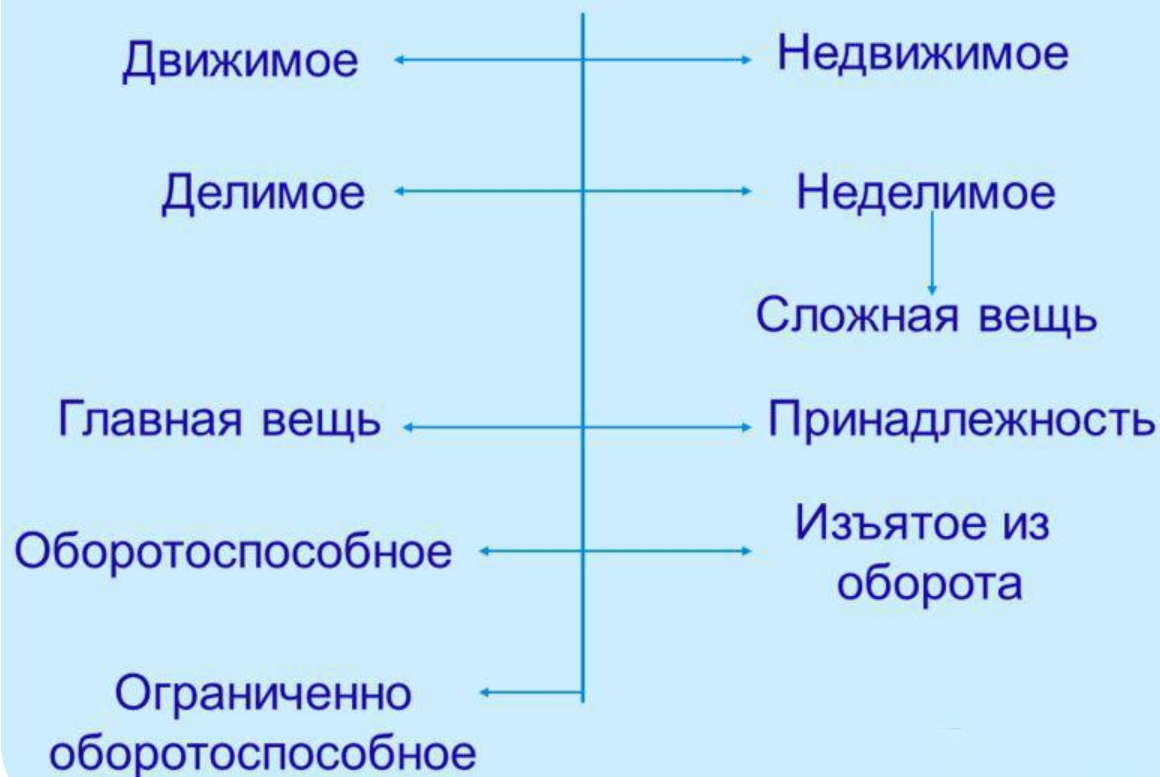 Движимое
Недвижимое
Делимое
Неделимое
Сложная вещь
Главная вещь
Принадлежность
Оборотоспособное
Изъятое из
оборота
Ограниченно
оборотоспособное